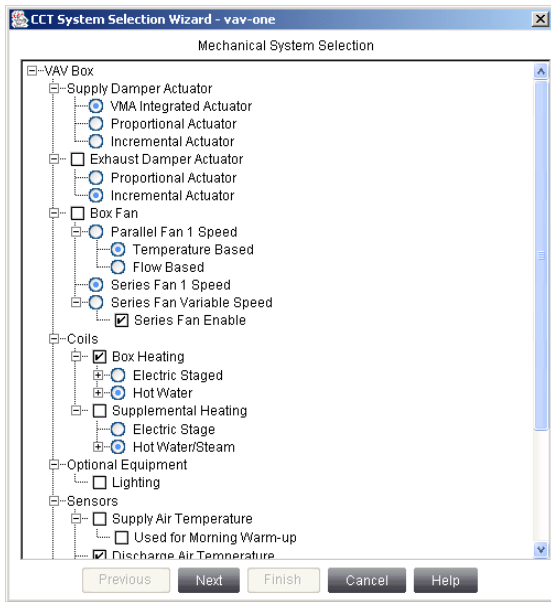 CCT System Selection Wizard - vav-one
Mechanical System Selection
VAV Box
Supply Damper Actuator
VMA Integrated Actuator
Proportional Actuator
Incremental Actuator
Exhaust Damper Actuator
Proportional Actuator
Incremental Actuator
Box Fan
Parallel Fan 1 Speed
Temperature Based
Flow Based
Series Fan 1 Speed
Series Fan Variable Speed
Series Fan Enable
Coils
Box Heating
Electric Staged
Hot Water
Supplemental Heating
Electric Stage
Hot Water/Steam
Optional Equipment
Lighting
Sensors
Supply Air Temperature
Used for Morning Warm-up
Discharge Air Temperature
Previous Next Finish Cancel Help